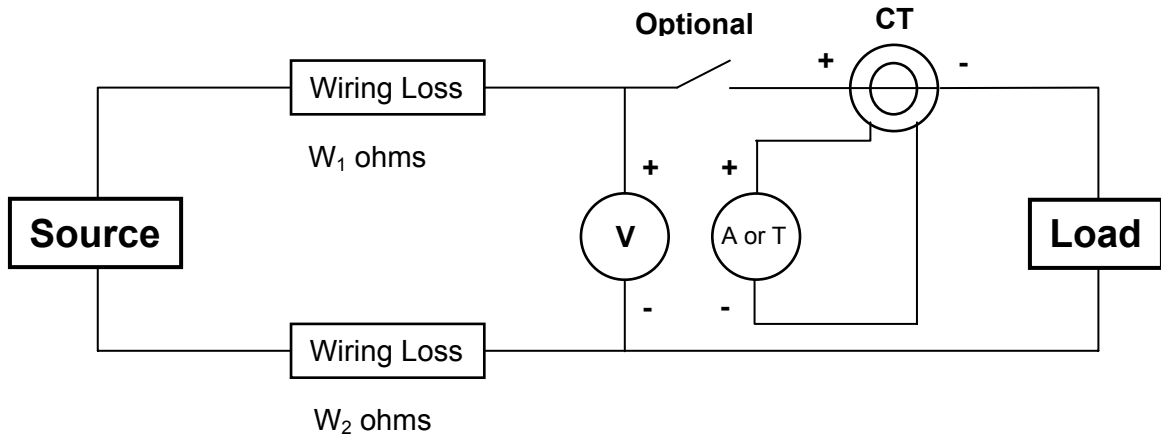 Optional
CT
+
-
Wiring Loss
W₁ ohms
+
+
Source
V
A or T
Load
-
-
Wiring Loss
W₂ ohms